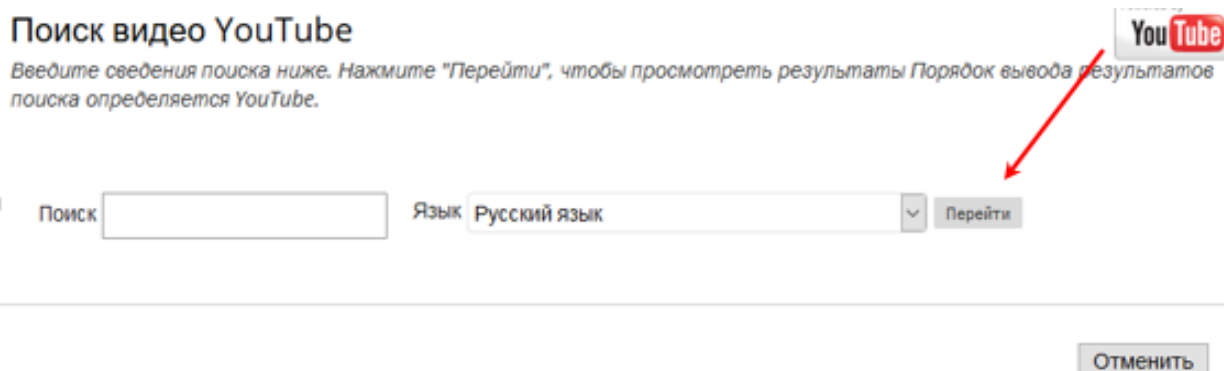 Поиск видео YouTube
You Tube
Введите сведения поиска ниже. Нажмите "Перейти", чтобы просмотреть результаты Порядок вывода результатов
поиска определяется YouTube.
Поиск Язык Русский язык Перейти
Отменить